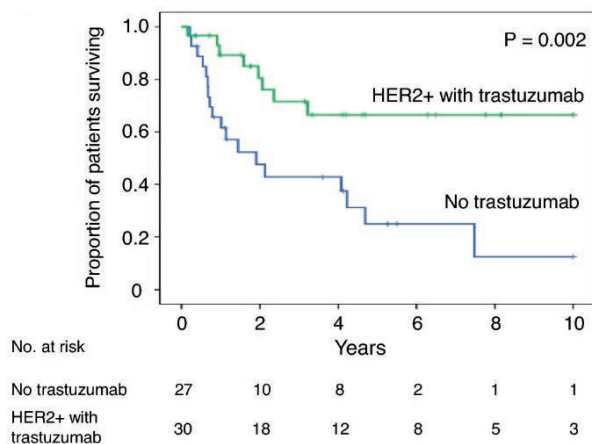 1.0
0.8
0.6
0.4
0.2
0
Proportion of patients surviving
P = 0.002
HER2+ with trastuzumab
No trastuzumab
0 2 4 6 8 10
Years
No. at risk
No trastuzumab 27 10 8 2 1 1
HER2+ with
trastuzumab 30 18 12 8 5 3